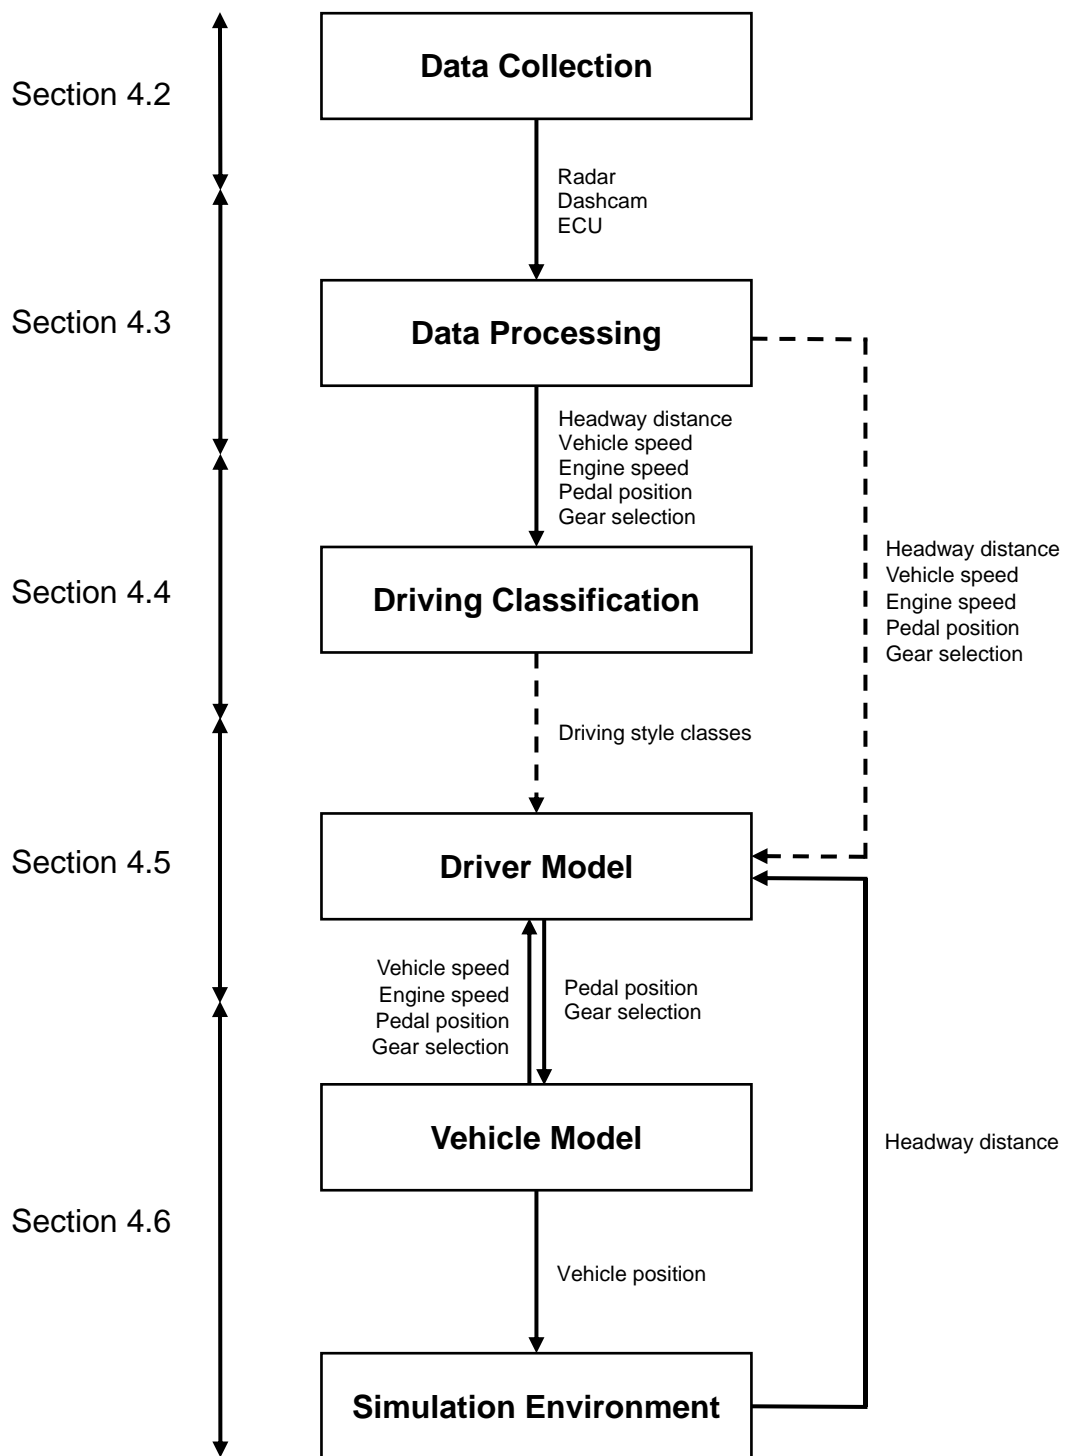 Data Collection
Section 4.2
Radar
Dashcam
ECU
Section 4.3
Data Processing
Headway distance
Vehicle speed
Engine speed
Pedal position
Gear selection
Headway distance
Vehicle speed
Engine speed
Pedal position
Gear selection
Section 4.4
Driving Classification
Driving style classes
Section 4.5
Driver Model
Vehicle speed
Engine speed
Pedal position
Gear selection
Pedal position
Gear selection
Vehicle Model
Headway distance
Section 4.6
Vehicle position
Simulation Environment